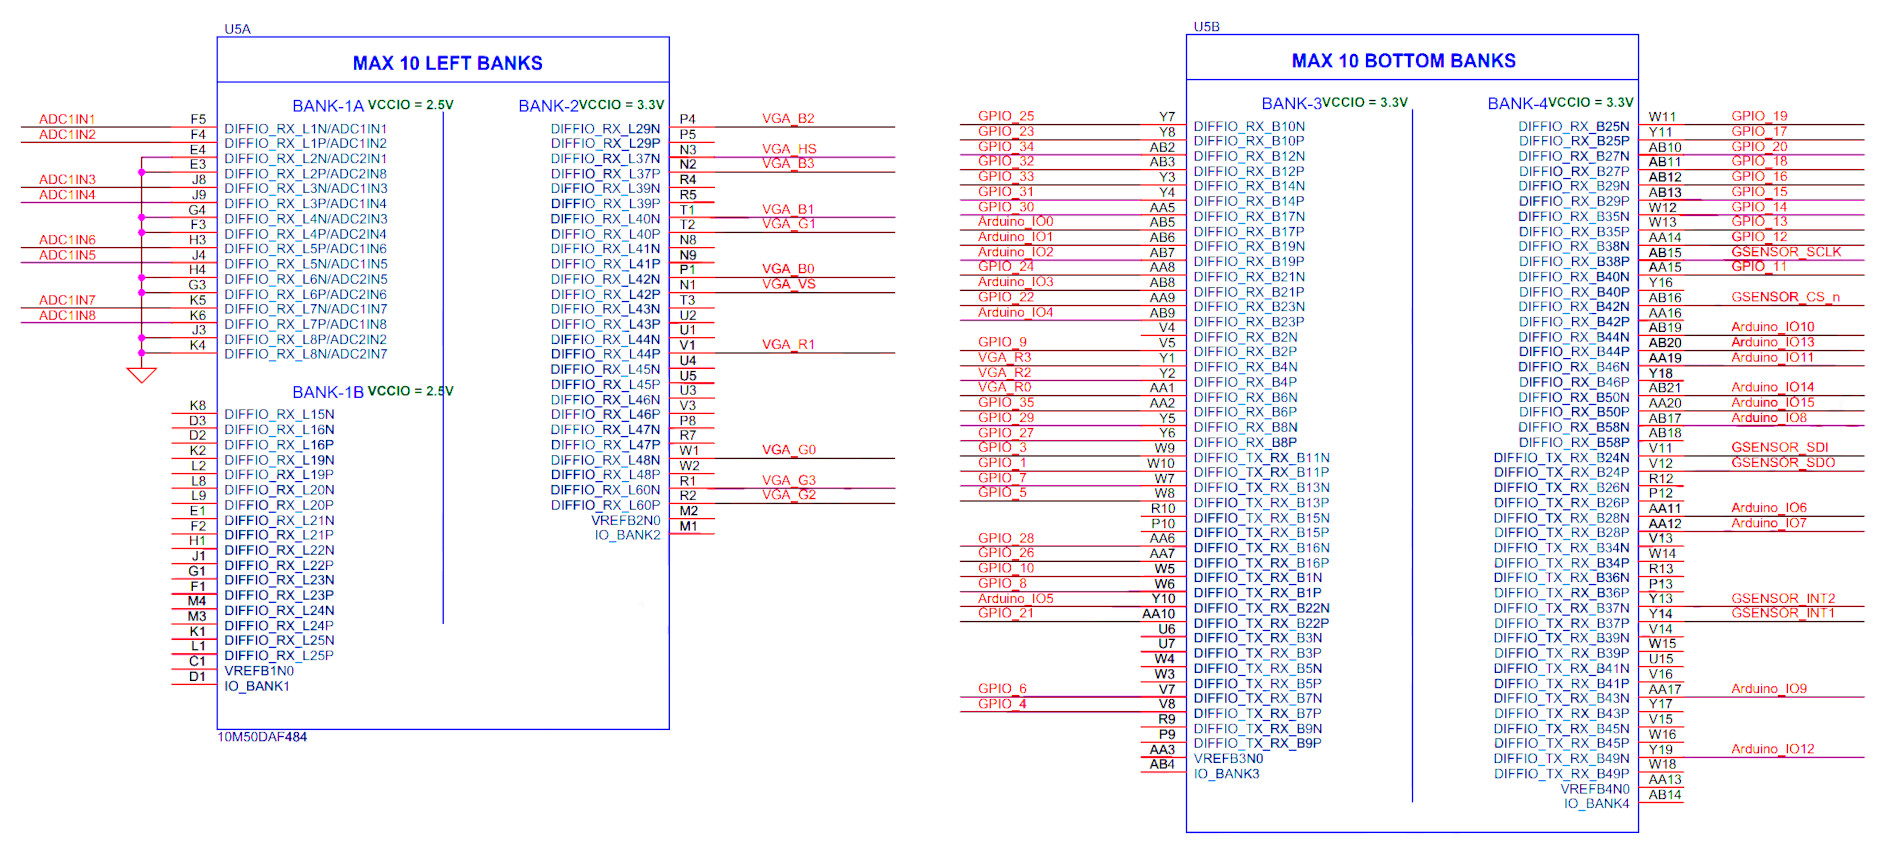 U5A
MAX 10 LEFT BANKS
BANK-1A VCCIO = 2.5V
ADC1IN1 F5 DIFFIO_RX_L1N/ADC1IN1
ADC1IN2 F4 DIFFIO_RX_L1P/ADC1IN2
E4 DIFFIO_RX_L2N/ADC2IN1
E3 DIFFIO_RX_L2P/ADC2IN8
ADC1IN3 J8 DIFFIO_RX_L3N/ADC1IN3
ADC1IN4 J9 DIFFIO_RX_L3P/ADC1IN4
G4 DIFFIO_RX_L4N/ADC2IN3
F3 DIFFIO_RX_L4P/ADC2IN4
ADC1IN6 H3 DIFFIO_RX_L5P/ADC1IN6
ADC1IN5 J4 DIFFIO_RX_L5N/ADC1IN5
H4 DIFFIO_RX_L6N/ADC2IN5
G3 DIFFIO_RX_L6P/ADC2IN6
ADC1IN7 K5 DIFFIO_RX_L7N/ADC1IN7
ADC1IN8 K6 DIFFIO_RX_L7P/ADC1IN8
J3 DIFFIO_RX_L8P/ADC2IN2
K4 DIFFIO_RX_L8N/ADC2IN7
BANK-1B VCCIO = 2.5V
K8 DIFFIO_RX_L15N
D3 DIFFIO_RX_L16N
D2 DIFFIO_RX_L16P
K2 DIFFIO_RX_L19N
L2 DIFFIO_RX_L19P
L8 DIFFIO_RX_L20N
L9 DIFFIO_RX_L20P
E1 DIFFIO_RX_L21N
F2 DIFFIO_RX_L21P
H1 DIFFIO_RX_L22N
J1 DIFFIO_RX_L22P
G1 DIFFIO_RX_L23N
F1 DIFFIO_RX_L23P
M4 DIFFIO_RX_L24N
M3 DIFFIO_RX_L24P
K1 DIFFIO_RX_L25N
L1 DIFFIO_RX_L25P
C1 VREFB1N0
D1 IO_BANK1
BANK-2 VCCIO = 3.3V
DIFFIO_RX_L29N P4 VGA_B2
DIFFIO_RX_L29P P5
DIFFIO_RX_L37N N3 VGA_HS
DIFFIO_RX_L37P N2 VGA_B3
DIFFIO_RX_L39N R4
DIFFIO_RX_L39P R5
DIFFIO_RX_L40N T1 VGA_B1
DIFFIO_RX_L40P T2 VGA_G1
DIFFIO_RX_L41N N8
DIFFIO_RX_L41P N9
DIFFIO_RX_L42N P1 VGA_B0
DIFFIO_RX_L42P N1 VGA_VS
DIFFIO_RX_L43N T3
DIFFIO_RX_L43P U2
DIFFIO_RX_L44N U1
DIFFIO_RX_L44P V1 VGA_R1
DIFFIO_RX_L45N U4
DIFFIO_RX_L45P U5
DIFFIO_RX_L46N U3
DIFFIO_RX_L46P V3
DIFFIO_RX_L47N P8
DIFFIO_RX_L47P R7
DIFFIO_RX_L48N W1 VGA_G0
DIFFIO_RX_L48P W2
DIFFIO_RX_L60N R1 VGA_G3
DIFFIO_RX_L60P R2 VGA_G2
VREFB2N0 M2
IO_BANK2 M1
10M50DAF484
U5B
MAX 10 BOTTOM BANKS
BANK-3 VCCIO = 3.3V
GPIO_25 Y7 DIFFIO_RX_B10N
GPIO_23 Y8 DIFFIO_RX_B10P
GPIO_34 AB2 DIFFIO_RX_B12N
GPIO_32 AB3 DIFFIO_RX_B12P
GPIO_33 Y3 DIFFIO_RX_B14N
GPIO_31 Y4 DIFFIO_RX_B14P
GPIO_30 AA5 DIFFIO_RX_B17N
Arduino_IO0 AB5 DIFFIO_RX_B17P
Arduino_IO1 AB6 DIFFIO_RX_B19N
Arduino_IO2 AB7 DIFFIO_RX_B19P
GPIO_24 AA8 DIFFIO_RX_B21N
Arduino_IO3 AB8 DIFFIO_RX_B21P
GPIO_22 AA9 DIFFIO_RX_B23N
Arduino_IO4 AB9 DIFFIO_RX_B23P
V4 DIFFIO_RX_B2N
GPIO_9 V5 DIFFIO_RX_B2P
VGA_R3 Y1 DIFFIO_RX_B4N
VGA_R2 Y2 DIFFIO_RX_B4P
VGA_R0 AA1 DIFFIO_RX_B6N
GPIO_35 AA2 DIFFIO_RX_B6P
GPIO_29 Y5 DIFFIO_RX_B8N
GPIO_27 Y6 DIFFIO_RX_B8P
GPIO_3 W9 DIFFIO_TX_RX_B11N
GPIO_1 W10 DIFFIO_TX_RX_B11P
GPIO_7 W7 DIFFIO_TX_RX_B13N
GPIO_5 W8 DIFFIO_TX_RX_B13P
R10 DIFFIO_TX_RX_B15N
P10 DIFFIO_TX_RX_B15P
GPIO_28 AA6 DIFFIO_TX_RX_B16N
GPIO_26 AA7 DIFFIO_TX_RX_B16P
GPIO_10 W5 DIFFIO_TX_RX_B1N
GPIO_8 W6 DIFFIO_TX_RX_B1P
Arduino_IO5 Y10 DIFFIO_TX_RX_B22N
GPIO_21 AA10 DIFFIO_TX_RX_B22P
U6 DIFFIO_TX_RX_B3N
U7 DIFFIO_TX_RX_B3P
W4 DIFFIO_TX_RX_B5N
W3 DIFFIO_TX_RX_B5P
GPIO_6 V7 DIFFIO_TX_RX_B7N
GPIO_4 V8 DIFFIO_TX_RX_B7P
R9 DIFFIO_TX_RX_B9N
P9 DIFFIO_TX_RX_B9P
AA3 VREFB3N0
AB4 IO_BANK3
BANK-4 VCCIO = 3.3V
DIFFIO_RX_B25N W11 GPIO_19
DIFFIO_RX_B25P Y11 GPIO_17
DIFFIO_RX_B27N AB10 GPIO_20
DIFFIO_RX_B27P AB11 GPIO_18
DIFFIO_RX_B29N AB12 GPIO_16
DIFFIO_RX_B29P AB13 GPIO_15
DIFFIO_RX_B35N W12 GPIO_14
DIFFIO_RX_B35P W13 GPIO_13
DIFFIO_RX_B38N AA14 GPIO_12
DIFFIO_RX_B38P AB15 GSENSOR_SCLK
DIFFIO_RX_B40N AA15 GPIO_11
DIFFIO_RX_B40P Y16
DIFFIO_RX_B42N AB16 GSENSOR_CS_n
DIFFIO_RX_B42P AA16
DIFFIO_RX_B44N AB19 Arduino_IO10
DIFFIO_RX_B44P AB20 Arduino_IO13
DIFFIO_RX_B46N AA19 Arduino_IO11
DIFFIO_RX_B46P Y18
DIFFIO_RX_B50N AB21 Arduino_IO14
DIFFIO_RX_B50P AA20 Arduino_IO15
DIFFIO_RX_B58N AB17 Arduino_IO8
DIFFIO_RX_B58P AB18
DIFFIO_TX_RX_B24N V11 GSENSOR_SDI
DIFFIO_TX_RX_B24P V12 GSENSOR_SDO
DIFFIO_TX_RX_B26N R12
DIFFIO_TX_RX_B26P P12
DIFFIO_TX_RX_B28N AA11 Arduino_IO6
DIFFIO_TX_RX_B28P AA12 Arduino_IO7
DIFFIO_TX_RX_B34N V13
DIFFIO_TX_RX_B34P W14
DIFFIO_TX_RX_B36N R13
DIFFIO_TX_RX_B36P P13
DIFFIO_TX_RX_B37N Y13 GSENSOR_INT2
DIFFIO_TX_RX_B37P Y14 GSENSOR_INT1
DIFFIO_TX_RX_B39N V14
DIFFIO_TX_RX_B39P W15
DIFFIO_TX_RX_B41N U15
DIFFIO_TX_RX_B41P V16
DIFFIO_TX_RX_B43N AA17 Arduino_IO9
DIFFIO_TX_RX_B43P Y17
DIFFIO_TX_RX_B45N V15
DIFFIO_TX_RX_B45P W16
DIFFIO_TX_RX_B49N Y19 Arduino_IO12
DIFFIO_TX_RX_B49P W18
VREFB4N0 AA13
IO_BANK4 AB14